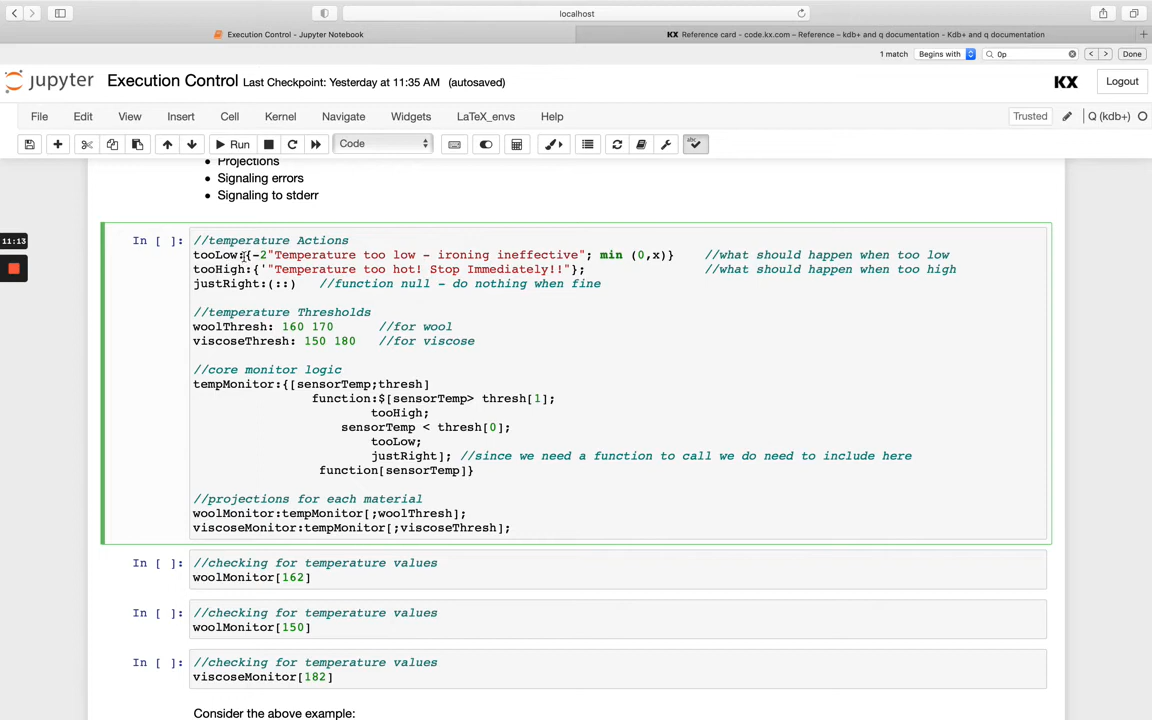 localhost
Execution Control - Jupyter Notebook
KX Reference card - code.kx.com – Reference – kdb+ and q documentation - Kdb+ and q documentation
1 match Begins with 0p Done
jupyter Execution Control Last Checkpoint: Yesterday at 11:35 AM (autosaved) KX Logout
File Edit View Insert Cell Kernel Navigate Widgets LaTeX_envs Help Trusted Q (kdb+)
Run Code abc
• Projections
• Signaling errors
• Signaling to stderr
11:13
In [ ]: //temperature Actions
tooLow:{-2"Temperature too low - ironing ineffective"; min (0,x)} //what should happen when too low
tooHigh:{'"Temperature too hot! Stop Immediately!!"}; //what should happen when too high
justRight:(::) //function null - do nothing when fine
//temperature Thresholds
woolThresh: 160 170 //for wool
viscoseThresh: 150 180 //for viscose
//core monitor logic
tempMonitor:{[sensorTemp;thresh]
function:$[sensorTemp> thresh[1];
tooHigh;
sensorTemp < thresh[0];
tooLow;
justRight]; //since we need a function to call we do need to include here
function[sensorTemp]}
//projections for each material
woolMonitor:tempMonitor[;woolThresh];
viscoseMonitor:tempMonitor[;viscoseThresh];
In [ ]: //checking for temperature values
woolMonitor[162]
In [ ]: //checking for temperature values
woolMonitor[150]
In [ ]: //checking for temperature values
viscoseMonitor[182]
Consider the above example: